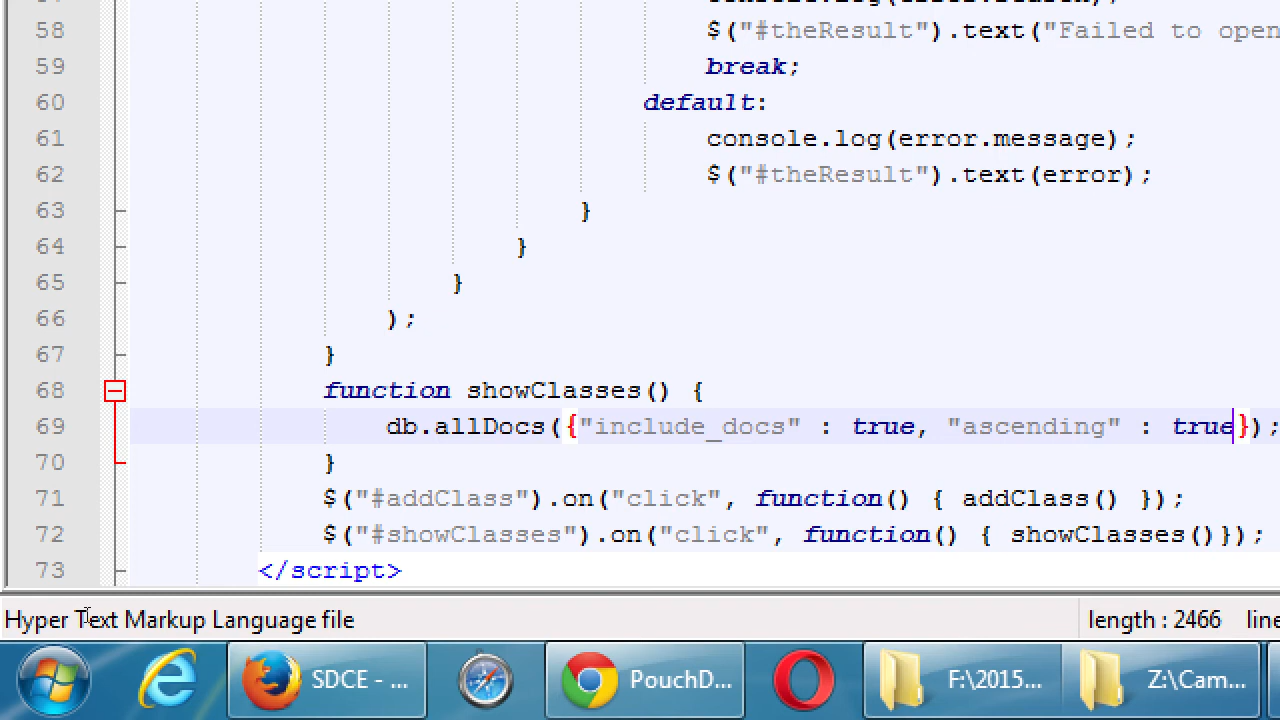 58 $("#theResult").text("Failed to open
59 break;
60 default:
61 console.log(error.message);
62 $("#theResult").text(error);
63 }
64 }
65 }
66 );
67 }
68 function showClasses() {
69 db.allDocs({"include_docs" : true, "ascending" : true});
70 }
71 $("#addClass").on("click", function() { addClass() });
72 $("#showClasses").on("click", function() { showClasses()});
73 </script>
Hyper Text Markup Language file length : 2466 line
SDCE - ... PouchD... F:\2015... Z:\Cam...